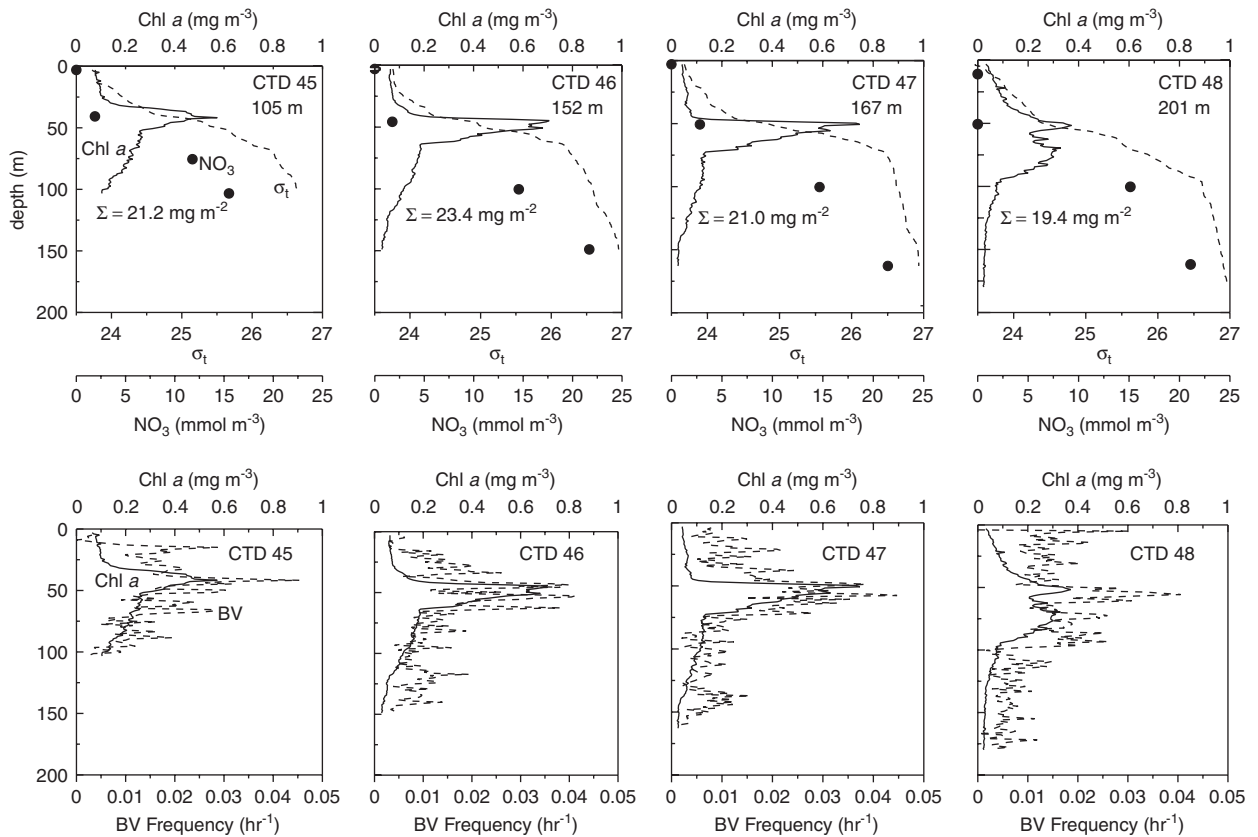 Chl a (mg m-3)
0 0.2 0.4 0.6 0.8 1
0
50
100
150
200
depth (m)
CTD 45
105 m
Chl a
NO3
σt
Σ = 21.2 mg m-2
24 25 26 27
σt
0 5 10 15 20 25
NO3 (mmol m-3)
Chl a (mg m-3)
0 0.2 0.4 0.6 0.8 1
CTD 46
152 m
Σ = 23.4 mg m-2
24 25 26 27
σt
0 5 10 15 20 25
NO3 (mmol m-3)
Chl a (mg m-3)
0 0.2 0.4 0.6 0.8 1
CTD 47
167 m
Σ = 21.0 mg m-2
24 25 26 27
σt
0 5 10 15 20 25
NO3 (mmol m-3)
Chl a (mg m-3)
0 0.2 0.4 0.6 0.8 1
CTD 48
201 m
Σ = 19.4 mg m-2
24 25 26 27
σt
0 5 10 15 20 25
NO3 (mmol m-3)
Chl a (mg m-3)
0 0.2 0.4 0.6 0.8 1
0
50
100
150
200
CTD 45
Chl a
BV
0 0.01 0.02 0.03 0.04 0.05
BV Frequency (hr-1)
Chl a (mg m-3)
0 0.2 0.4 0.6 0.8 1
CTD 46
0 0.01 0.02 0.03 0.04 0.05
BV Frequency (hr-1)
Chl a (mg m-3)
0 0.2 0.4 0.6 0.8 1
CTD 47
0 0.01 0.02 0.03 0.04 0.05
BV Frequency (hr-1)
Chl a (mg m-3)
0 0.2 0.4 0.6 0.8 1
CTD 48
0 0.01 0.02 0.03 0.04 0.05
BV Frequency (hr-1)